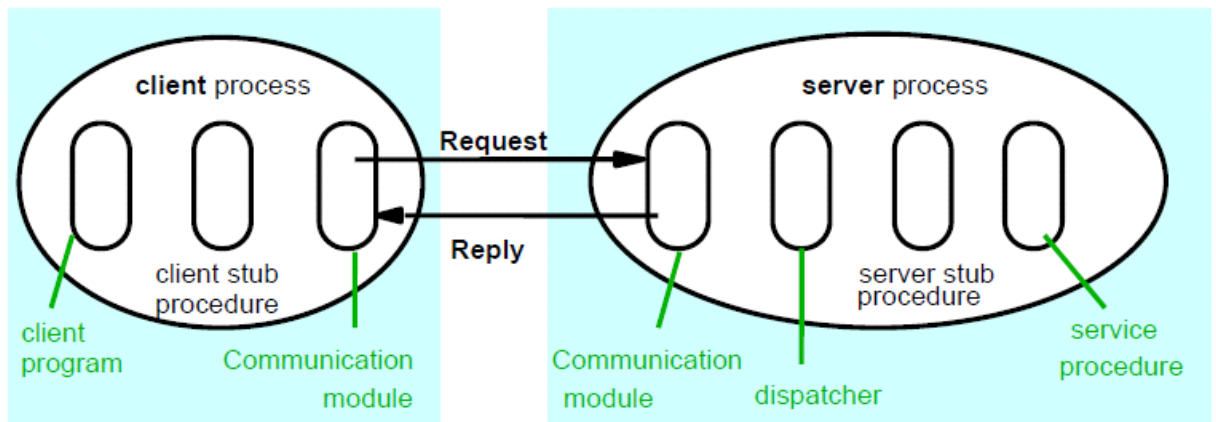 client process
server process
Request
Reply
client stub
procedure
server stub
procedure
client
program
Communication
module
Communication
module
dispatcher
service
procedure